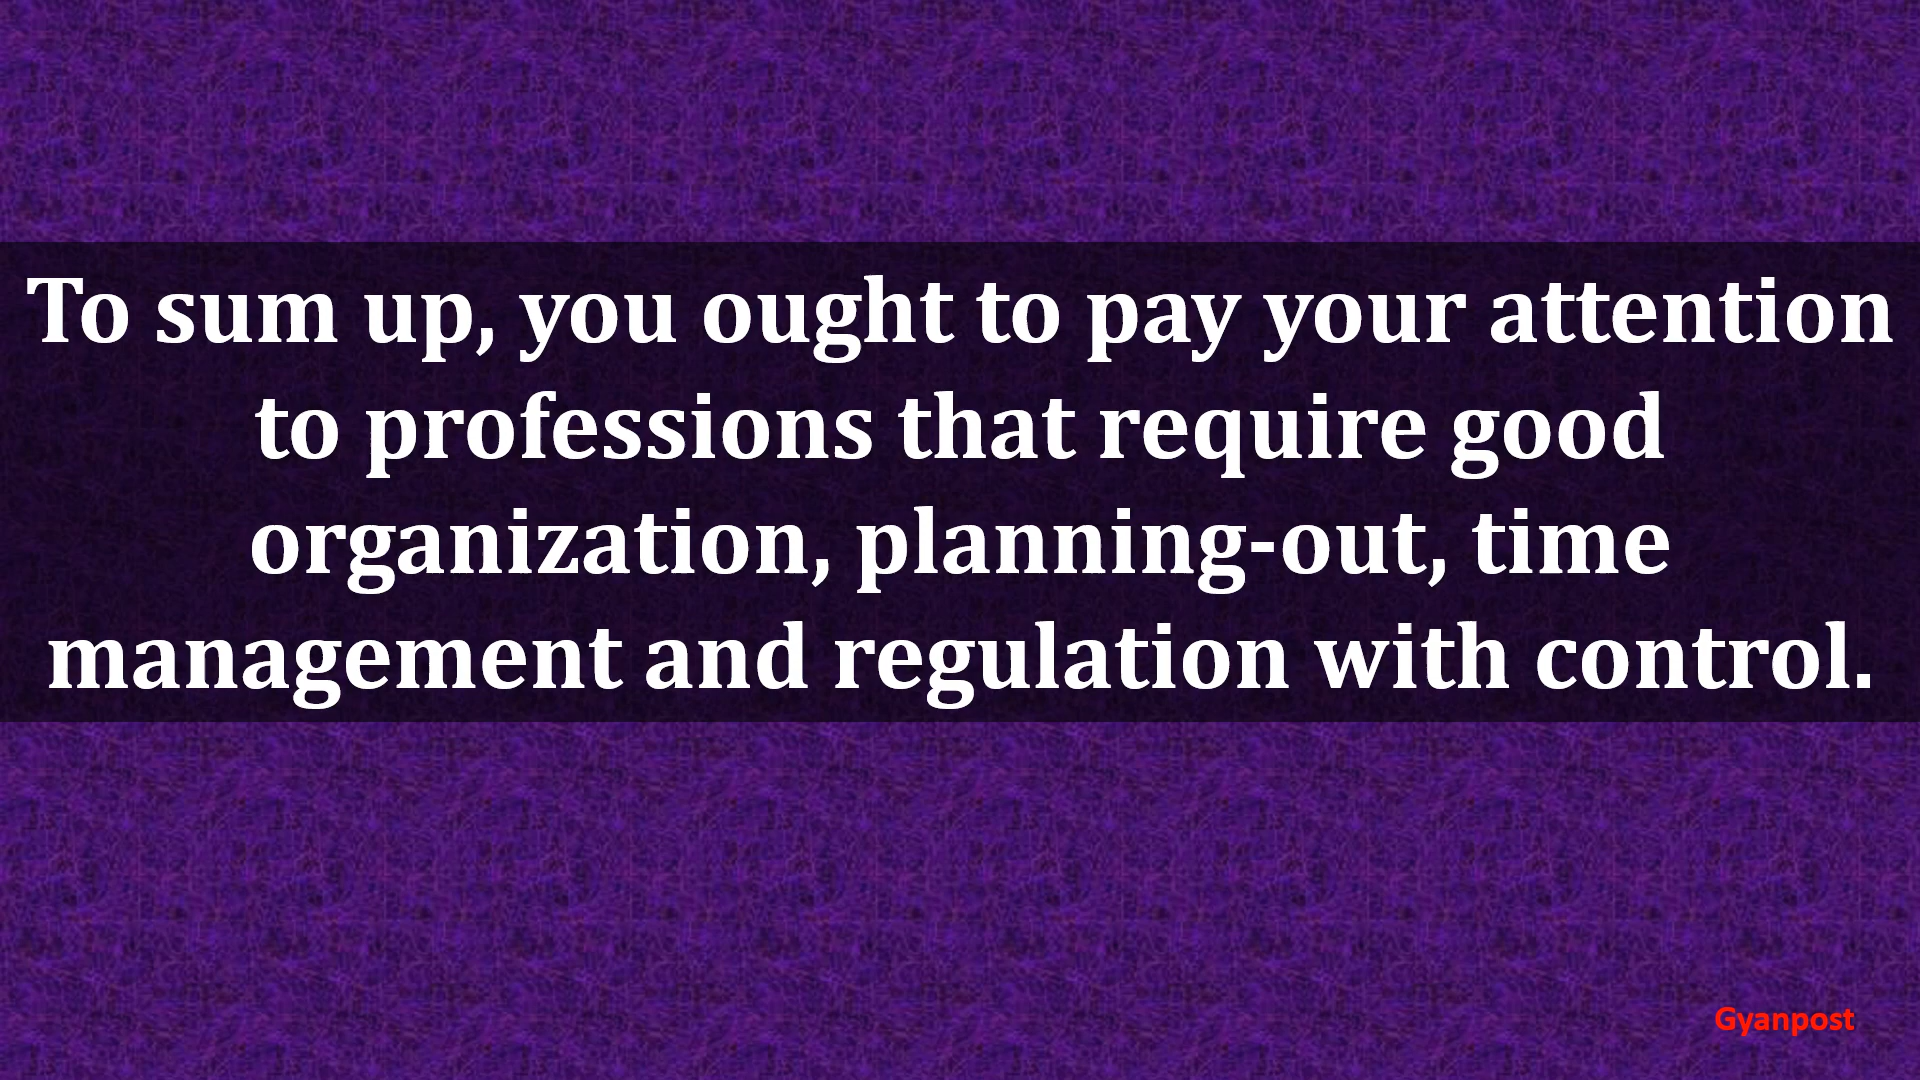 To sum up, you ought to pay your attention
to professions that require good
organization, planning-out, time
management and regulation with control.
Gyanpost